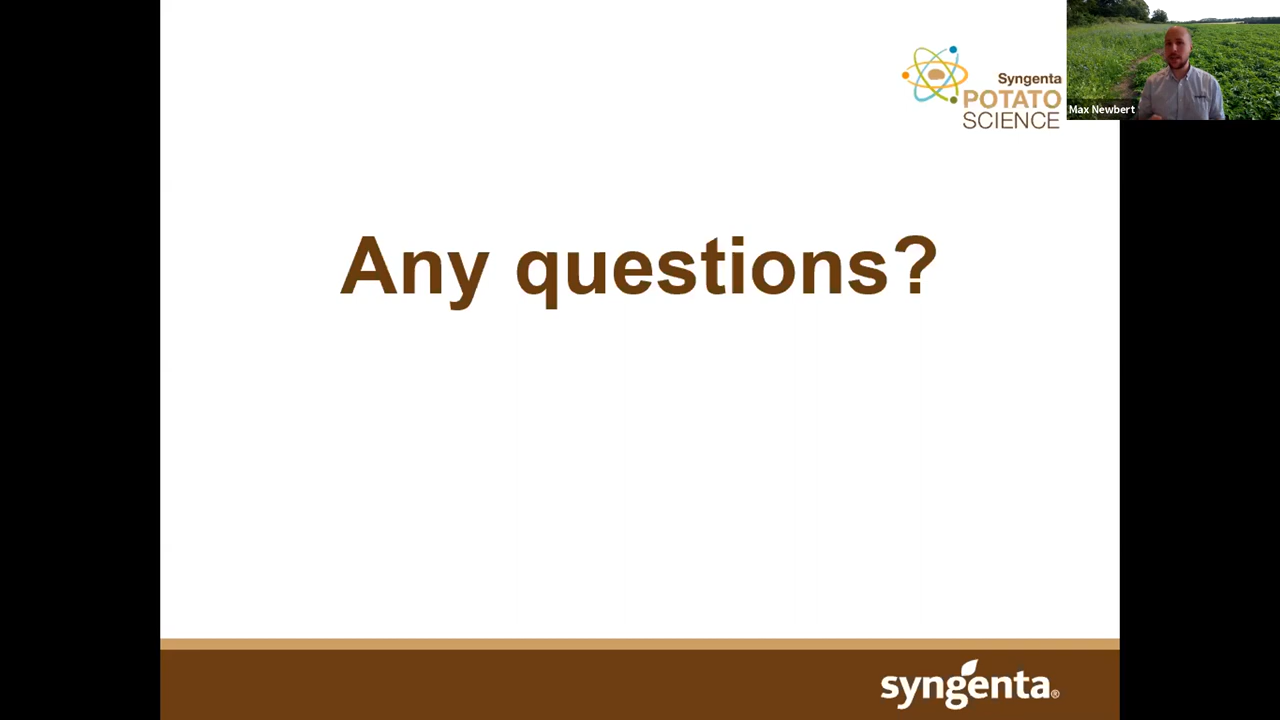 Syngenta
POTATO
SCIENCE
Max Newbert
Any questions?
syngenta®